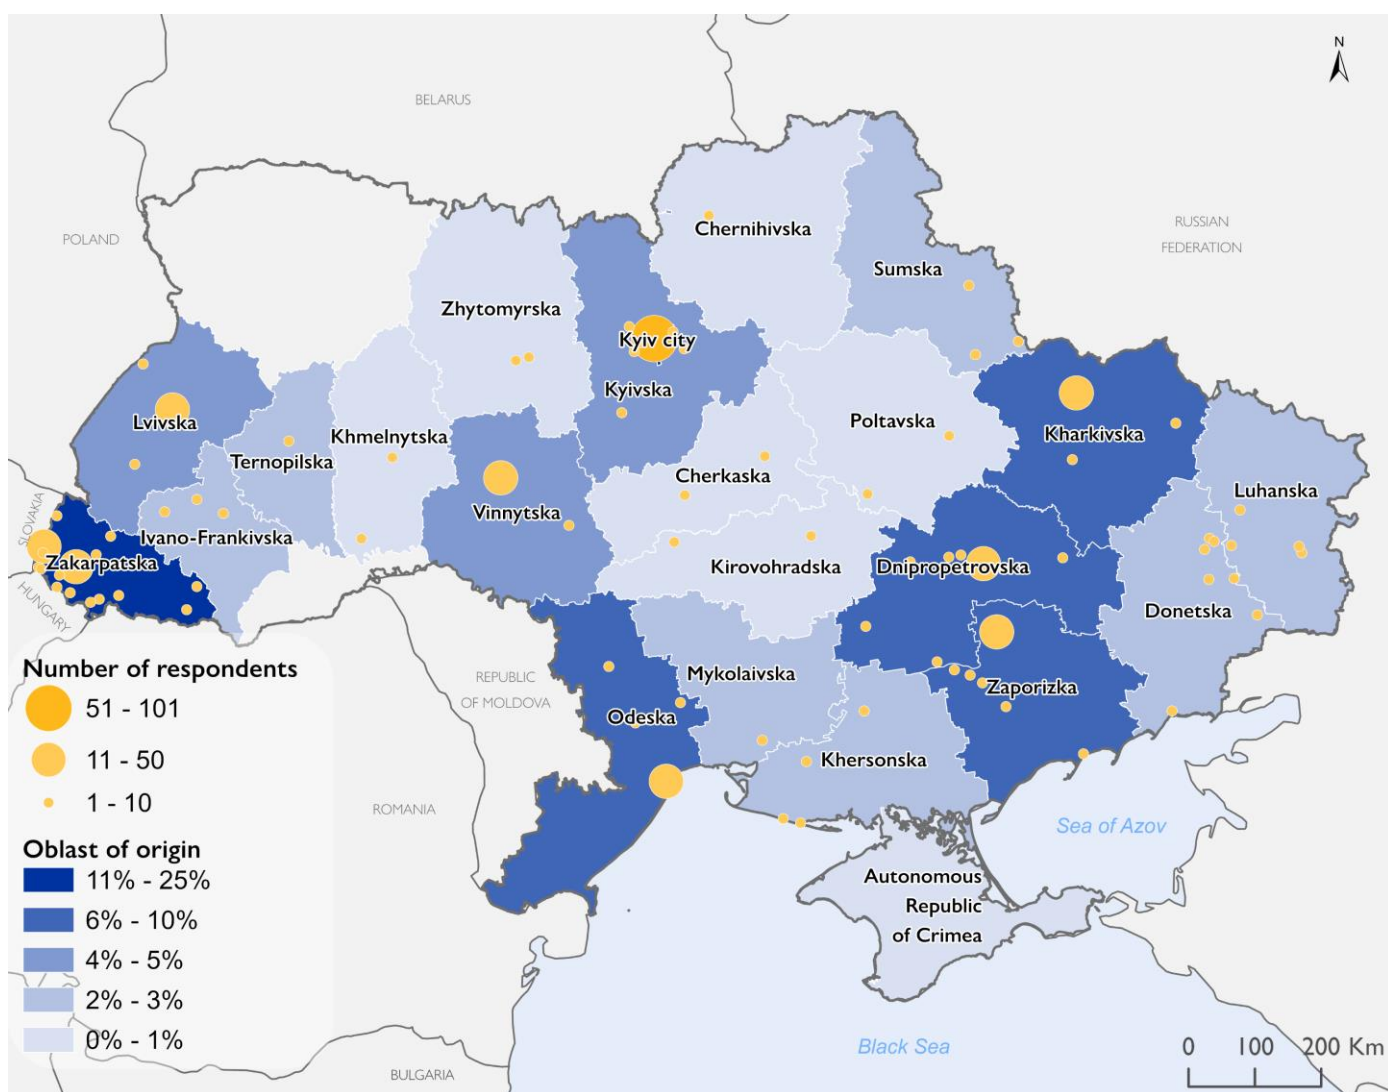 N
BELARUS
Chernihivska
RUSSIAN
FEDERATION
POLAND
Sumska
Zhytomyrska
Kyiv city
Kyivska
Lvivska
Poltavska
Khmelnytska
Kharkivska
Ternopilska
Cherkaska
Luhanska
Vinnytska
SLOVAKIA
Ivano-Frankivska
Zakarpatska
Kirovohradska
Dnipropetrovska
HUNGARY
Donetska
Number of respondents
51 - 101
11 - 50
1 - 10
REPUBLIC
OF MOLDOVA
Mykolaivska
Zaporizka
Odeska
Khersonska
ROMANIA
Sea of Azov
Oblast of origin
11% - 25%
6% - 10%
4% - 5%
2% - 3%
0% - 1%
Autonomous
Republic
of Crimea
Black Sea
BULGARIA
0 100 200 Km